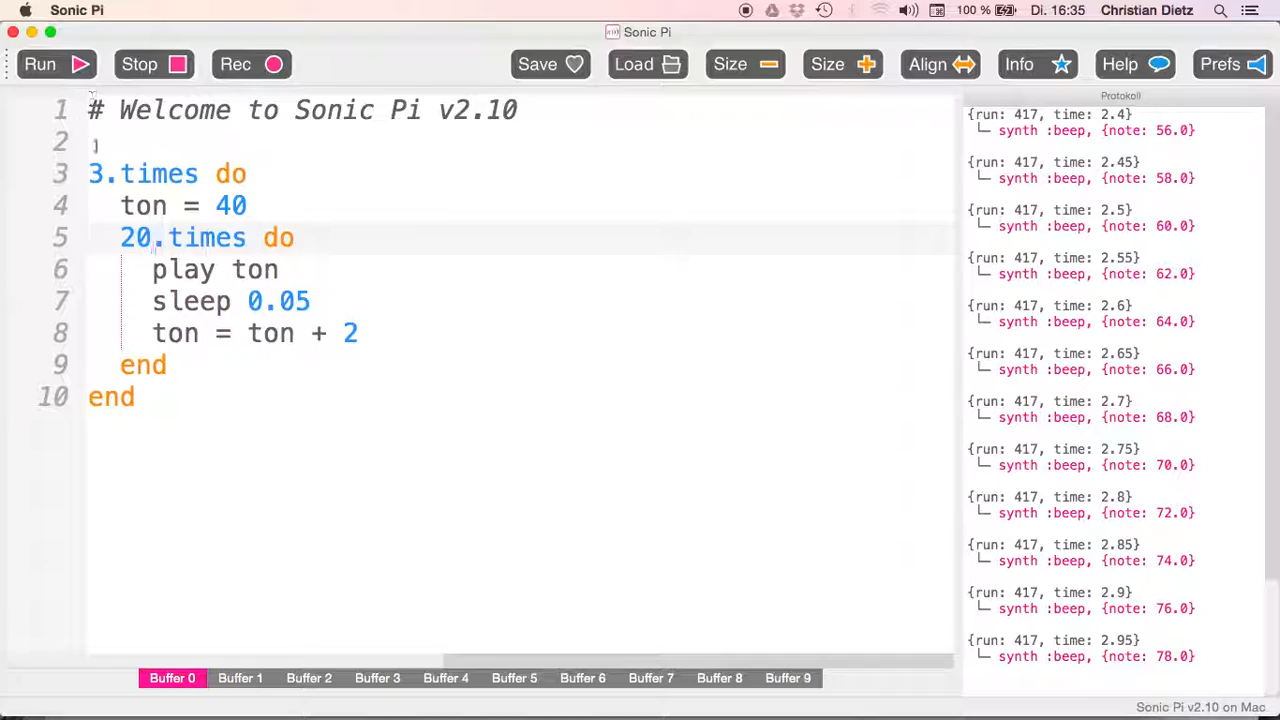 Sonic Pi
100 %
Di. 16:35
Christian Dietz
Sonic Pi
Run
Stop
Rec
Save
Load
Size
Size
Align
Info
Help
Prefs
1 # Welcome to Sonic Pi v2.10
2
3 3.times do
4 ton = 40
5 20.times do
6 play ton
7 sleep 0.05
8 ton = ton + 2
9 end
10 end
Protokoll
{run: 417, time: 2.4}
└─ synth :beep, {note: 56.0}
{run: 417, time: 2.45}
└─ synth :beep, {note: 58.0}
{run: 417, time: 2.5}
└─ synth :beep, {note: 60.0}
{run: 417, time: 2.55}
└─ synth :beep, {note: 62.0}
{run: 417, time: 2.6}
└─ synth :beep, {note: 64.0}
{run: 417, time: 2.65}
└─ synth :beep, {note: 66.0}
{run: 417, time: 2.7}
└─ synth :beep, {note: 68.0}
{run: 417, time: 2.75}
└─ synth :beep, {note: 70.0}
{run: 417, time: 2.8}
└─ synth :beep, {note: 72.0}
{run: 417, time: 2.85}
└─ synth :beep, {note: 74.0}
{run: 417, time: 2.9}
└─ synth :beep, {note: 76.0}
{run: 417, time: 2.95}
└─ synth :beep, {note: 78.0}
Buffer 0
Buffer 1
Buffer 2
Buffer 3
Buffer 4
Buffer 5
Buffer 6
Buffer 7
Buffer 8
Buffer 9
Sonic Pi v2.10 on Mac